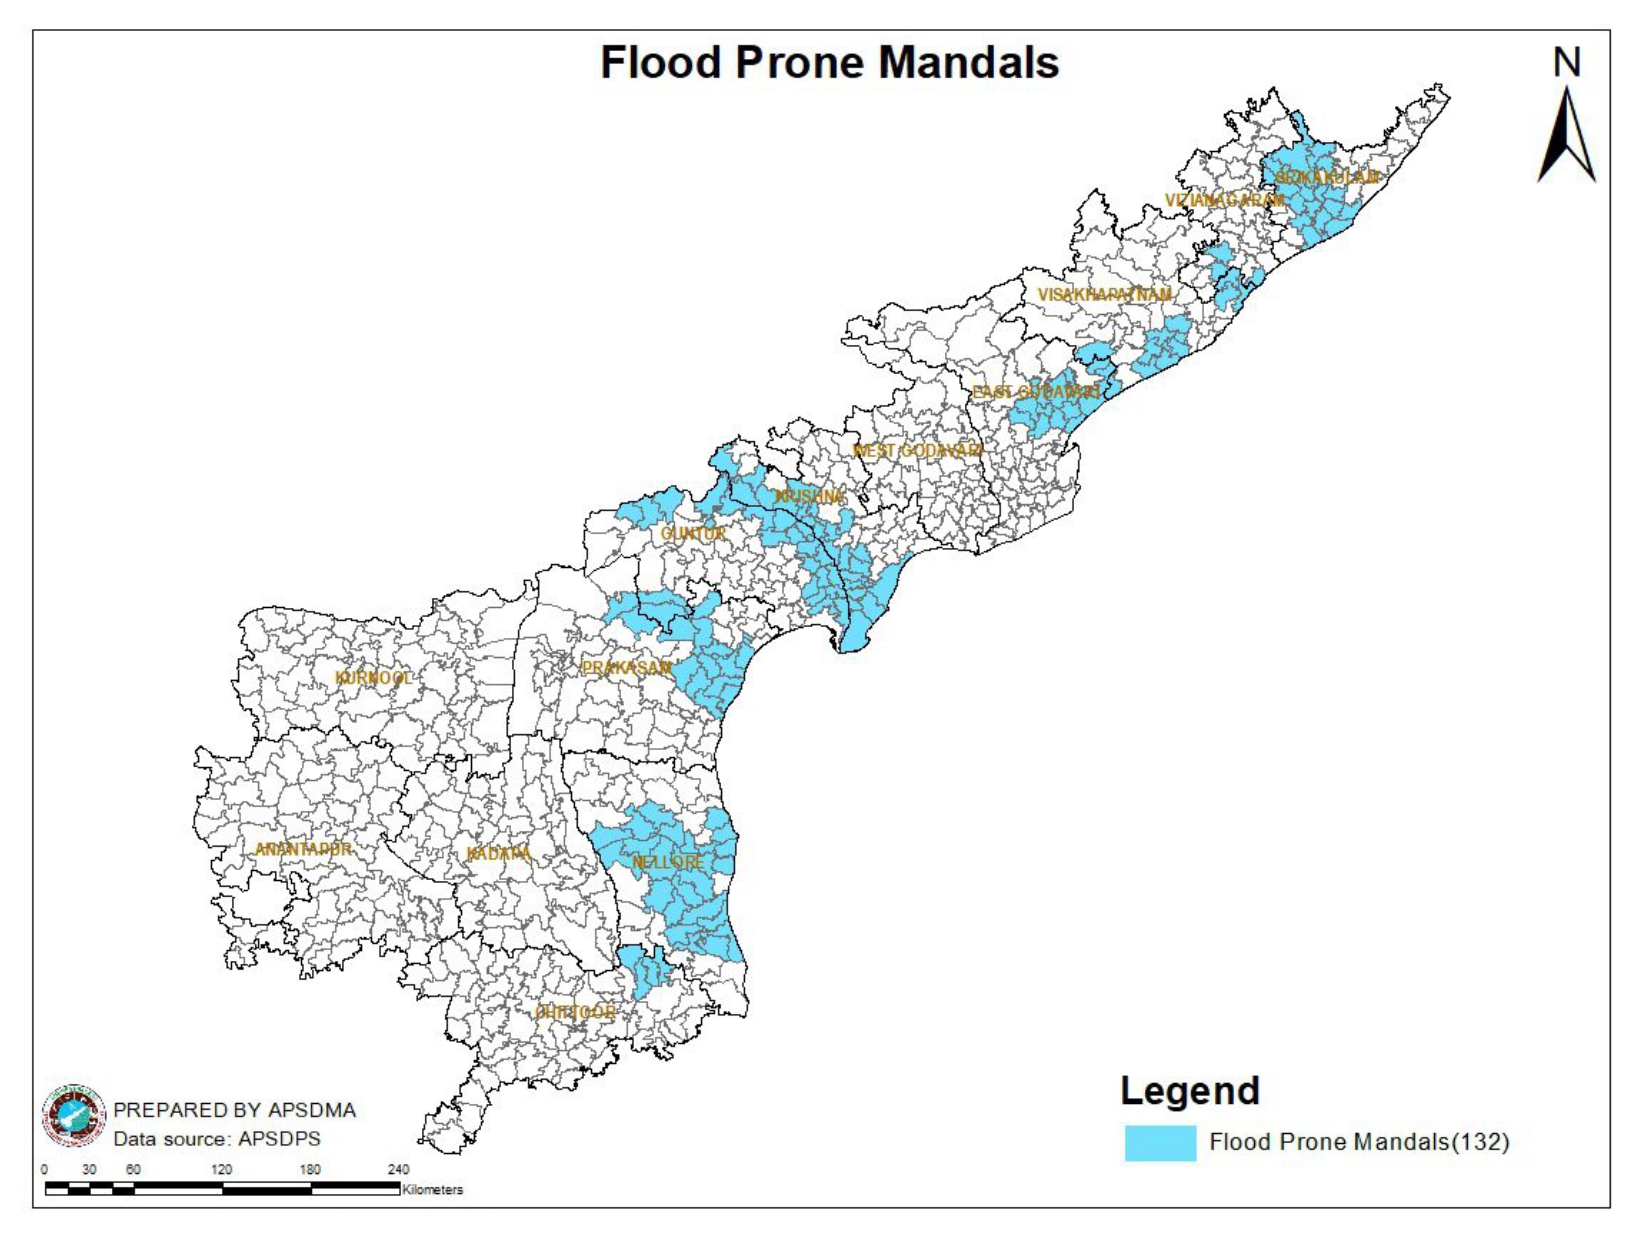 Flood Prone Mandals
N
SRIKAKULAM
VIZIANAGARAM
VISAKHAPATNAM
EAST GODAVARI
WEST GODAVARI
KRISHNA
GUNTUR
PRAKASAM
KURNOOL
ANANTAPUR
KADAPA
NELLORE
CHITTOOR
Legend
Flood Prone Mandals(132)
PREPARED BY APSDMA
Data source: APSDPS
0 30 60 120 180 240
Kilometers